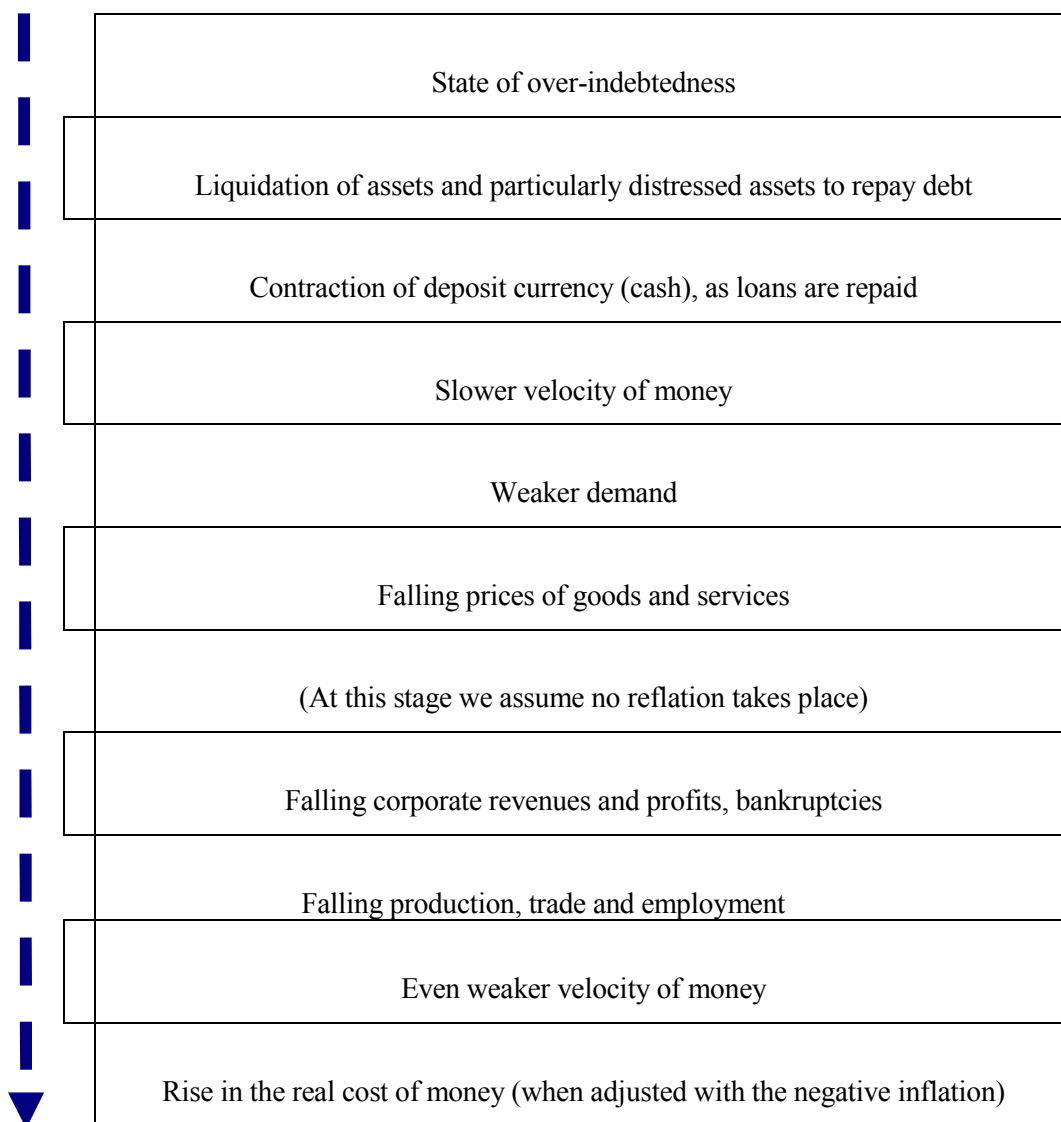 State of over-indebtedness
Liquidation of assets and particularly distressed assets to repay debt
Contraction of deposit currency (cash), as loans are repaid
Slower velocity of money
Weaker demand
Falling prices of goods and services
(At this stage we assume no reflation takes place)
Falling corporate revenues and profits, bankruptcies
Falling production, trade and employment
Even weaker velocity of money
Rise in the real cost of money (when adjusted with the negative inflation)